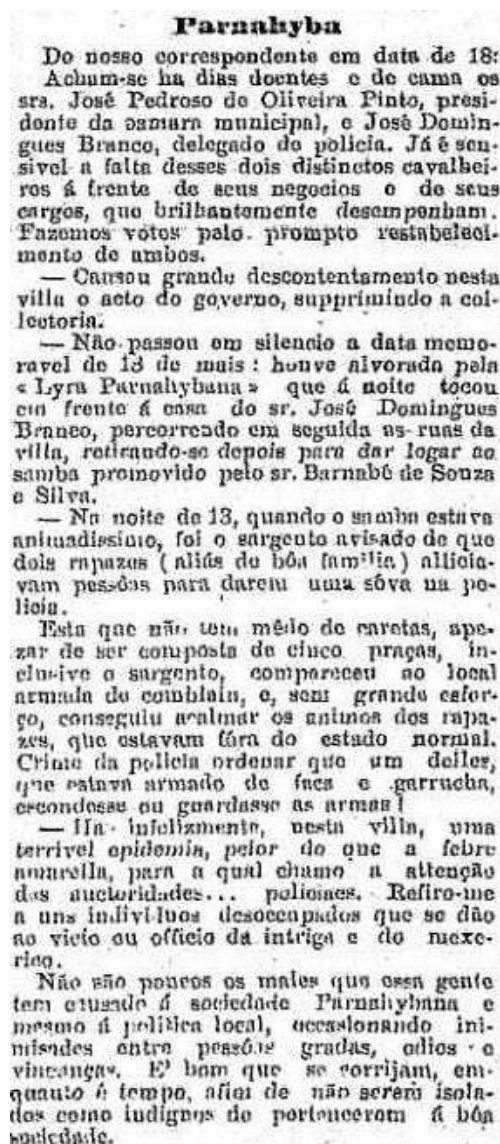 Parnahyba
Do nosso correspondente em data de 18:
Acham-se ha dias doentes e de cama os
srs. José Pedroso de Oliveira Pinto, presi-
dente da camara municipal, e José Domin-
gues Branco, delegado de policia. Já é sen-
sivel a falta desses dois distinctos cavalhei-
ros á frente de seus negocios e de seus
cargos, que brilhantemente desempenham.
Fazemos votos pelo prompto restabeleci-
mento de ambos.
— Causou grande descontentamento nesta
villa o acto do governo, supprimindo a col-
lectoria.
— Não passou em silencio a data memo-
ravel de 13 de maio : houve alvorada pela
« Lyra Parnahybana » que á noite tocou
em frente á casa do sr. José Domingues
Branco, percorrendo em seguida as ruas da
villa, retirando-se depois para dar logar ao
samba promovido pelo sr. Barnabé de Souza
e Silva.
— Na noite de 13, quando o samba estava
animadissimo, foi o sargento avisado de que
dois rapazes ( aliás de bôa familia ) allicia-
vam pessôas para darem uma sóva na po-
licia.
Esta que não tem mêdo de caretas, ape-
zar de ser composta de cinco praças, in-
clusive o sargento, compareceu ao local
armada de comblain, e, sem grande esfor-
ço, conseguiu acalmar os animos dos rapa-
zes, que estavam fóra do estado normal.
Crime da policia ordenar que um delles,
que estava armado de faca e garrucha,
escondesse ou guardasse as armas !
— Ha infelizmente, nesta villa, uma
terrivel epidemia, peior do que a febre
amarella, para a qual chamo a attenção
das auctoridades... policiaes. Refiro-me
a uns individuos desoccupados que se dão
ao vicio ou officio da intriga e do mexe-
rico.
Não são poucos os males que essa gente
tem causado á sociedade Parnahybana e
mesmo á politica local, occasionando ini-
misades entre pessôas gradas, odios e
vinganças. E' bom que se corrijam, em-
quanto é tempo, afim de não serem isola-
dos como indignos de pertencerem á bôa
sociedade.